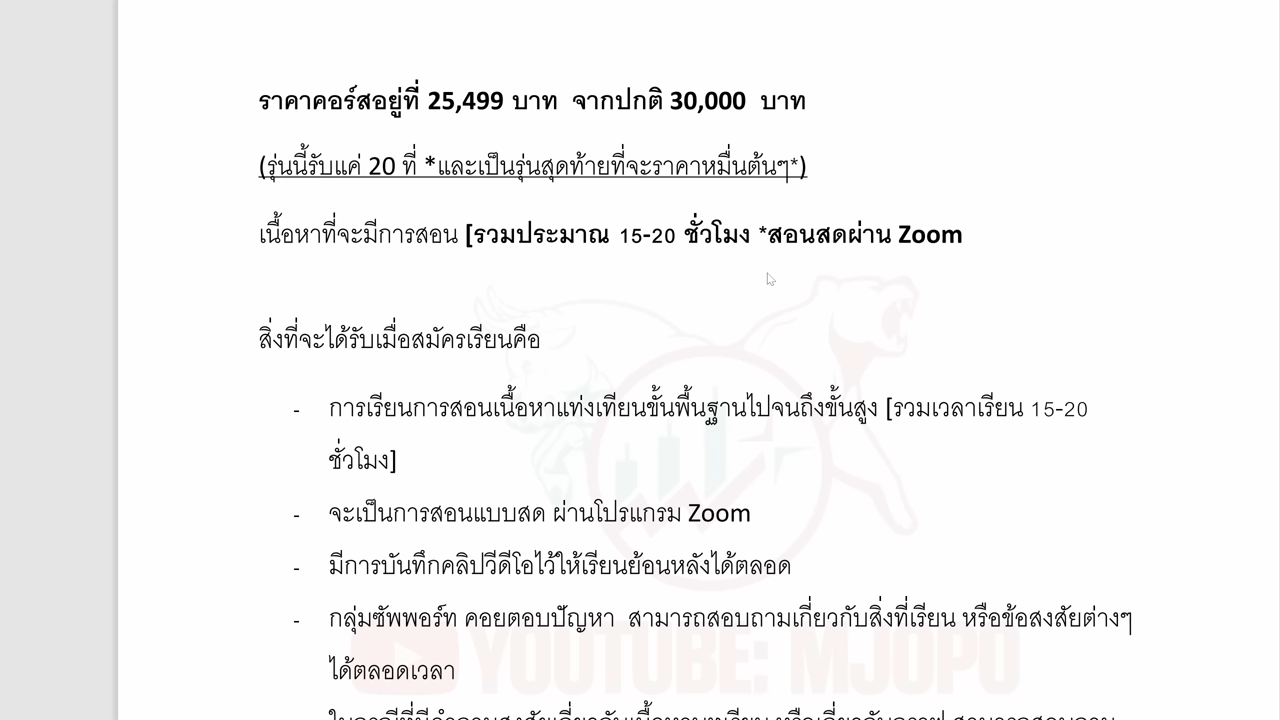 ราคาคอร์สอยู่ที่ 25,499 บาท จากปกติ 30,000 บาท
(รุ่นนี้รับแค่ 20 ที่ *และเป็นรุ่นสุดท้ายที่จะราคาหมื่นต้นๆ*)
เนื้อหาที่จะมีการสอน [รวมประมาณ 15-20 ชั่วโมง *สอนสดผ่าน Zoom
สิ่งที่จะได้รับเมื่อสมัครเรียนคือ
- การเรียนการสอนเนื้อหาแท่งเทียนขั้นพื้นฐานไปจนถึงขั้นสูง [รวมเวลาเรียน 15-20
ชั่วโมง]
- จะเป็นการสอนแบบสด ผ่านโปรแกรม Zoom
- มีการบันทึกคลิปวีดีโอไว้ให้เรียนย้อนหลังได้ตลอด
- กลุ่มซัพพอร์ท คอยตอบปัญหา สามารถสอบถามเกี่ยวกับสิ่งที่เรียน หรือข้อสงสัยต่างๆ
ได้ตลอดเวลา
YOUTUBE: MJOPO